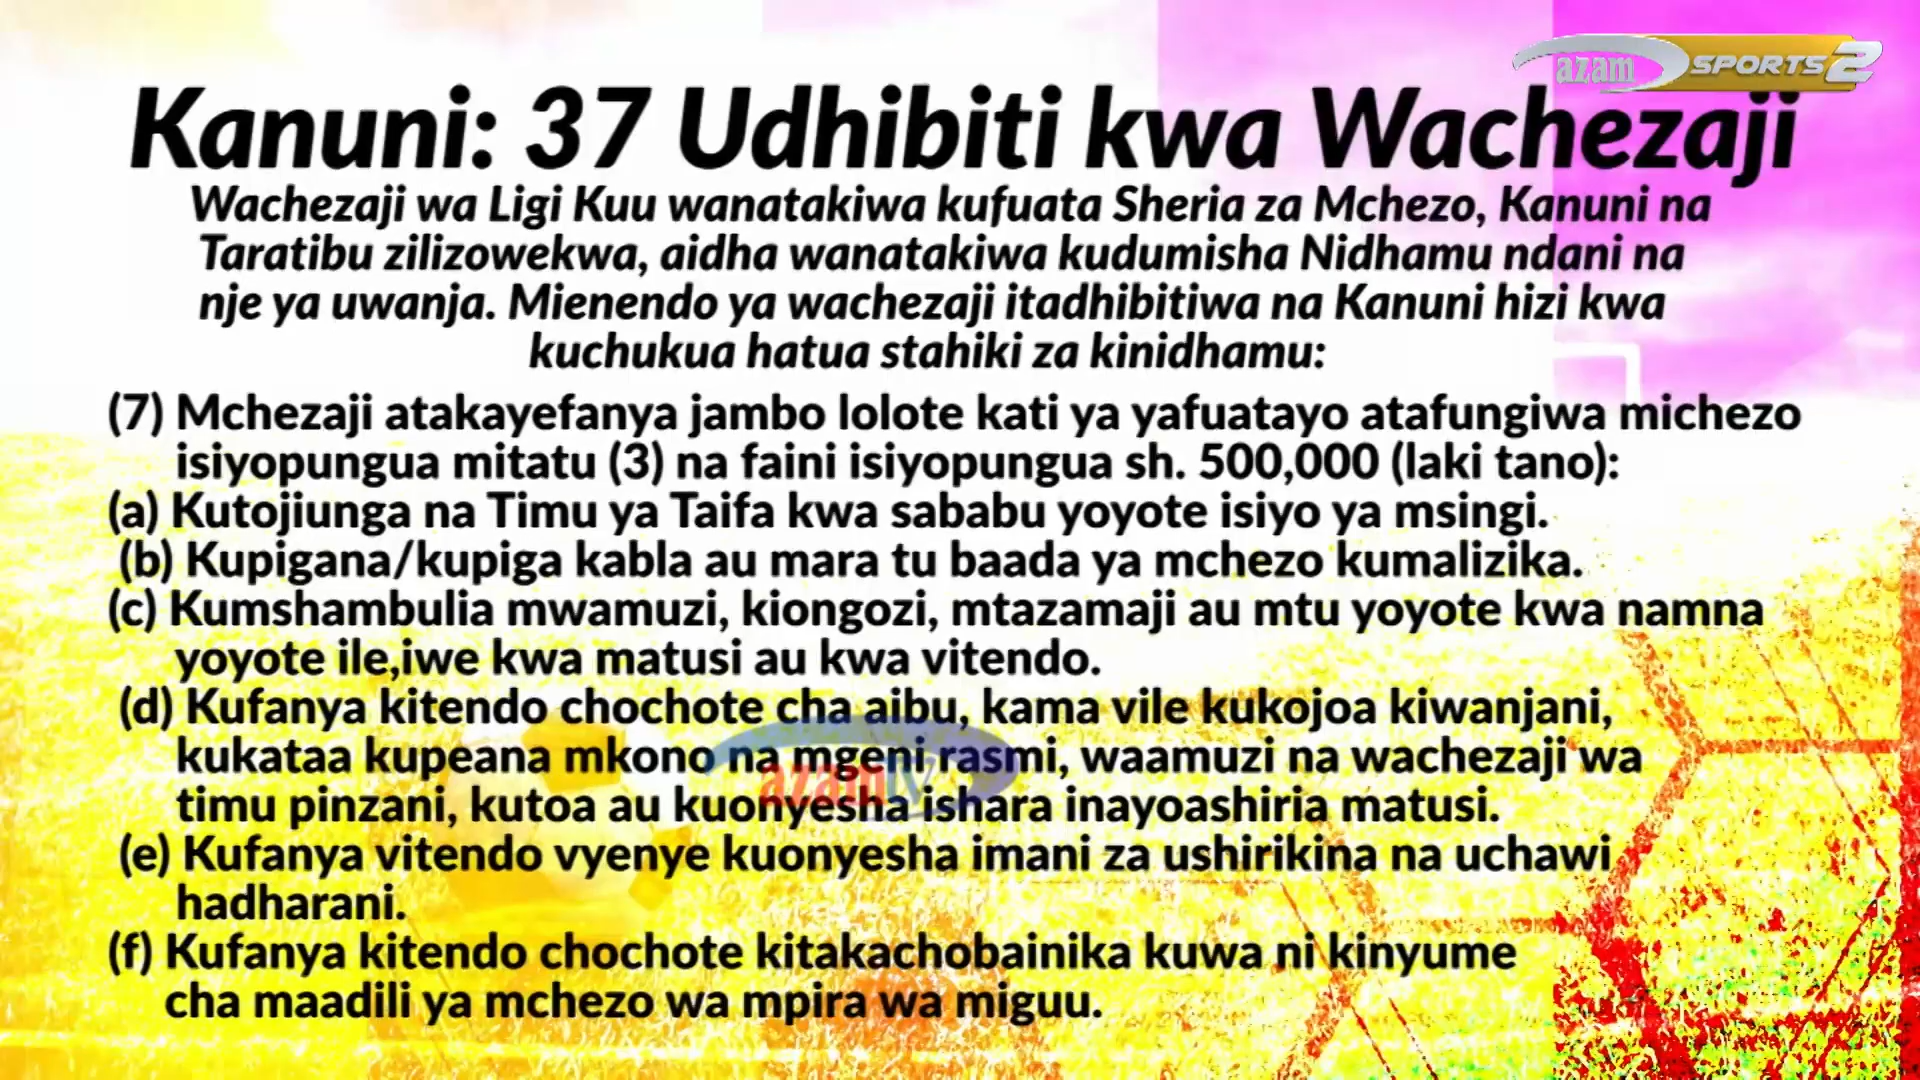 azam SPORTS 2
Kanuni: 37 Udhibiti kwa Wachezaji
Wachezaji wa Ligi Kuu wanatakiwa kufuata Sheria za Mchezo, Kanuni na
Taratibu zilizowekwa, aidha wanatakiwa kudumisha Nidhamu ndani na
nje ya uwanja. Mienendo ya wachezaji itadhibitiwa na Kanuni hizi kwa
kuchukua hatua stahiki za kinidhamu:
(7) Mchezaji atakayefanya jambo lolote kati ya yafuatayo atafungiwa michezo
isiyopungua mitatu (3) na faini isiyopungua sh. 500,000 (laki tano):
(a) Kutojiunga na Timu ya Taifa kwa sababu yoyote isiyo ya msingi.
(b) Kupigana/kupiga kabla au mara tu baada ya mchezo kumalizika.
(c) Kumshambulia mwamuzi, kiongozi, mtazamaji au mtu yoyote kwa namna
yoyote ile,iwe kwa matusi au kwa vitendo.
(d) Kufanya kitendo chochote cha aibu, kama vile kukojoa kiwanjani,
kukataa kupeana mkono na mgeni rasmi, waamuzi na wachezaji wa
timu pinzani, kutoa au kuonyesha ishara inayoashiria matusi.
azam tv
(e) Kufanya vitendo vyenye kuonyesha imani za ushirikina na uchawi
hadharani.
(f) Kufanya kitendo chochote kitakachobainika kuwa ni kinyume
cha maadili ya mchezo wa mpira wa miguu.